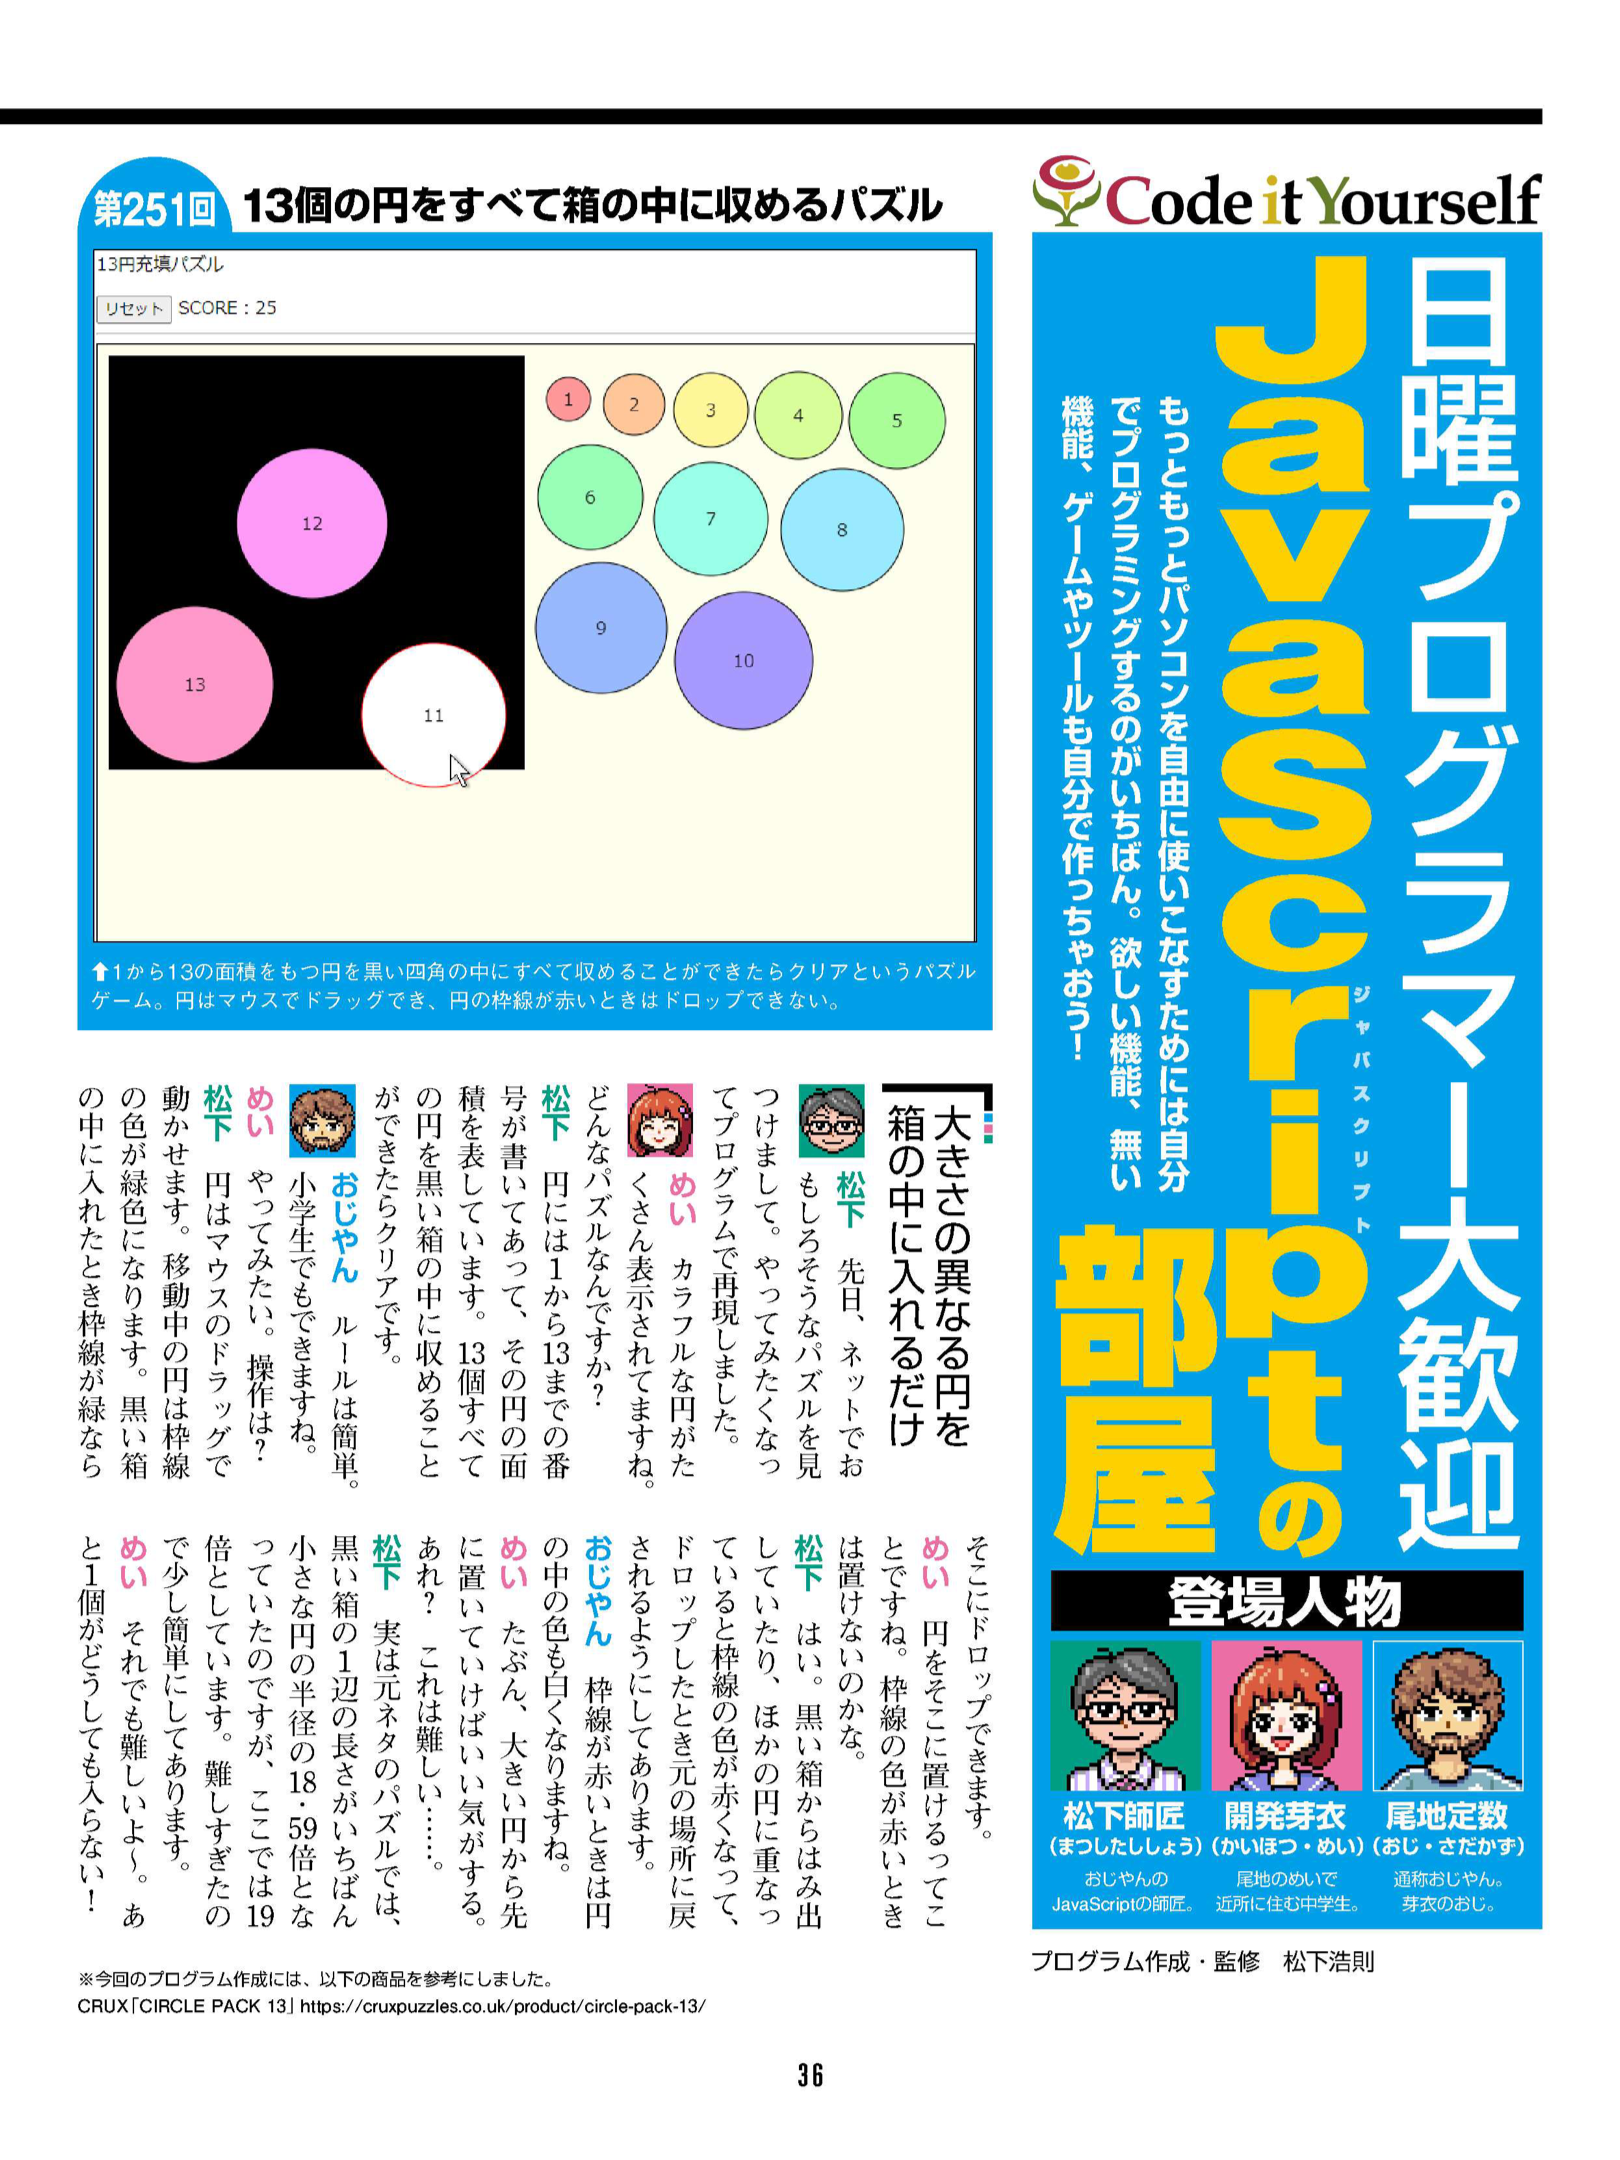 Code it Yourself
日曜プログラマー大歓迎
JavaScriptの
ジャバスクリプト
部屋
もっともっとパソコンを自由に使いこなすためには自分
でプログラミングするのがいちばん。欲しい機能、無い
機能、ゲームやツールも自分で作っちゃおう！
登場人物
松下師匠
（まつしたししょう）
おじやんの
JavaScriptの師匠。
開発芽衣
（かいほつ・めい）
尾地のめいで
近所に住む中学生。
尾地定数
（おじ・さだかず）
通称おじやん。
芽衣のおじ。
プログラム作成・監修　松下浩則
第251回
13個の円をすべて箱の中に収めるパズル
13円充填パズル
リセット SCORE : 25
1
2
3
4
5
6
7
8
9
10
11
12
13
⬆1から13の面積をもつ円を黒い四角の中にすべて収めることができたらクリアというパズル
ゲーム。円はマウスでドラッグでき、円の枠線が赤いときはドロップできない。
大きさの異なる円を
箱の中に入れるだけ
松下　先日、ネットでお
もしろそうなパズルを見
つけまして。やってみたくなっ
てプログラムで再現しました。
めい　カラフルな円がた
くさん表示されてますね。
どんなパズルなんですか？
松下　円には1から13までの番
号が書いてあって、その円の面
積を表しています。13個すべて
の円を黒い箱の中に収めること
ができたらクリアです。
おじやん　ルールは簡単。
小学生でもできますね。
めい　やってみたい。操作は？
松下　円はマウスのドラッグで
動かせます。移動中の円は枠線
の色が緑色になります。黒い箱
の中に入れたとき枠線が緑なら
そこにドロップできます。
めい　円をそこに置けるってこ
とですね。枠線の色が赤いとき
は置けないのかな。
松下　はい。黒い箱からはみ出
していたり、ほかの円に重なっ
ていると枠線の色が赤くなって、
ドロップしたとき元の場所に戻
されるようにしてあります。
おじやん　枠線が赤いときは円
の中の色も白くなりますね。
めい　たぶん、大きい円から先
に置いていけばいい気がする。
あれ？　これは難しい……。
松下　実は元ネタのパズルでは、
黒い箱の1辺の長さがいちばん
小さな円の半径の18・59倍とな
っていたのですが、ここでは19
倍としています。難しすぎたの
で少し簡単にしてあります。
めい　それでも難しいよ〜。あ
と1個がどうしても入らない！
※今回のプログラム作成には、以下の商品を参考にしました。
CRUX「CIRCLE PACK 13」https://cruxpuzzles.co.uk/product/circle-pack-13/
36